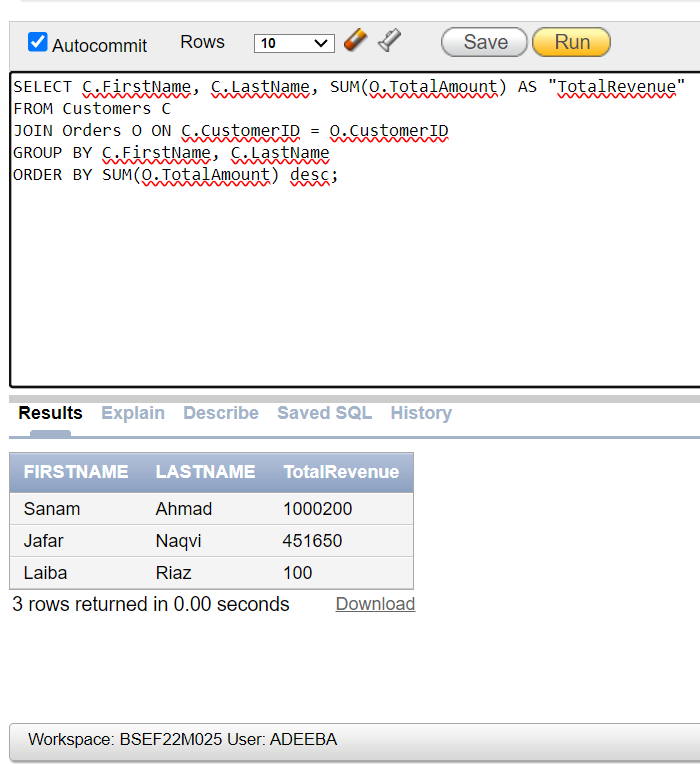 Autocommit Rows 10 Save Run
SELECT C.FirstName, C.LastName, SUM(O.TotalAmount) AS "TotalRevenue"
FROM Customers C
JOIN Orders O ON C.CustomerID = O.CustomerID
GROUP BY C.FirstName, C.LastName
ORDER BY SUM(O.TotalAmount) desc;
Results Explain Describe Saved SQL History
FIRSTNAME LASTNAME TotalRevenue
Sanam Ahmad 1000200
Jafar Naqvi 451650
Laiba Riaz 100
3 rows returned in 0.00 seconds Download
Workspace: BSEF22M025 User: ADEEBA